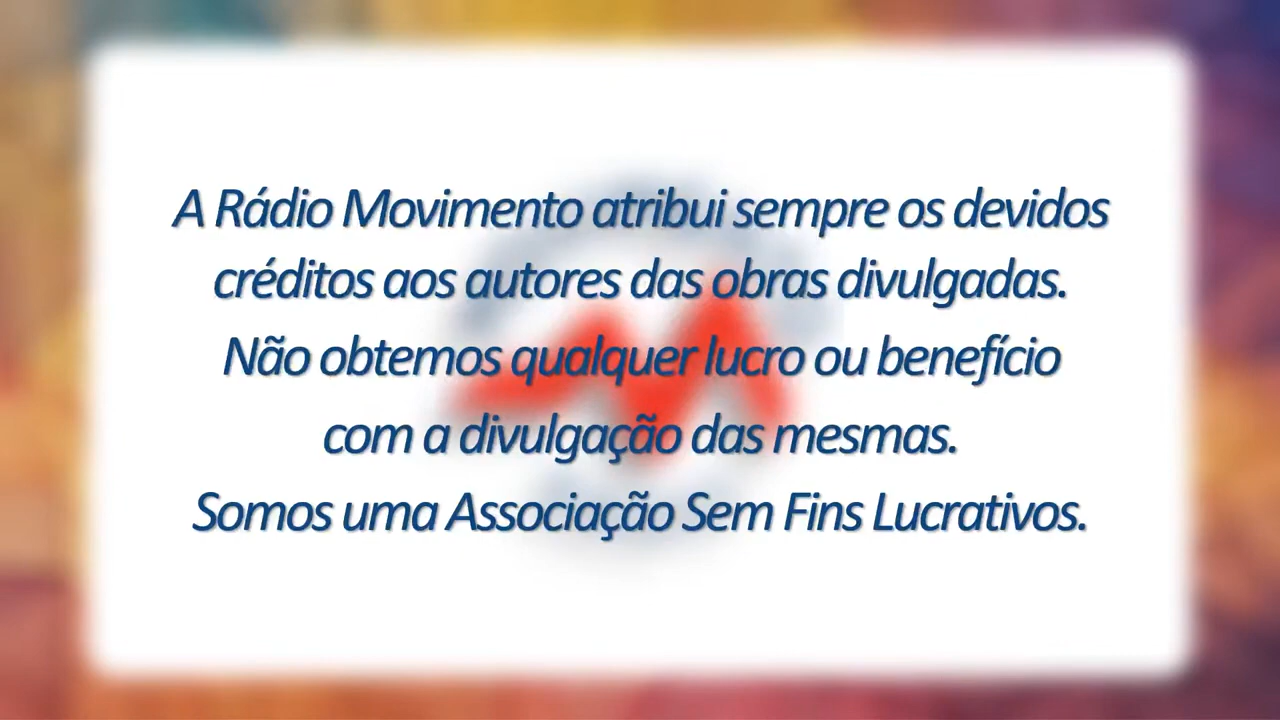 A Rádio Movimento atribui sempre os devidos
créditos aos autores das obras divulgadas.
Não obtemos qualquer lucro ou benefício
com a divulgação das mesmas.
Somos uma Associação Sem Fins Lucrativos.